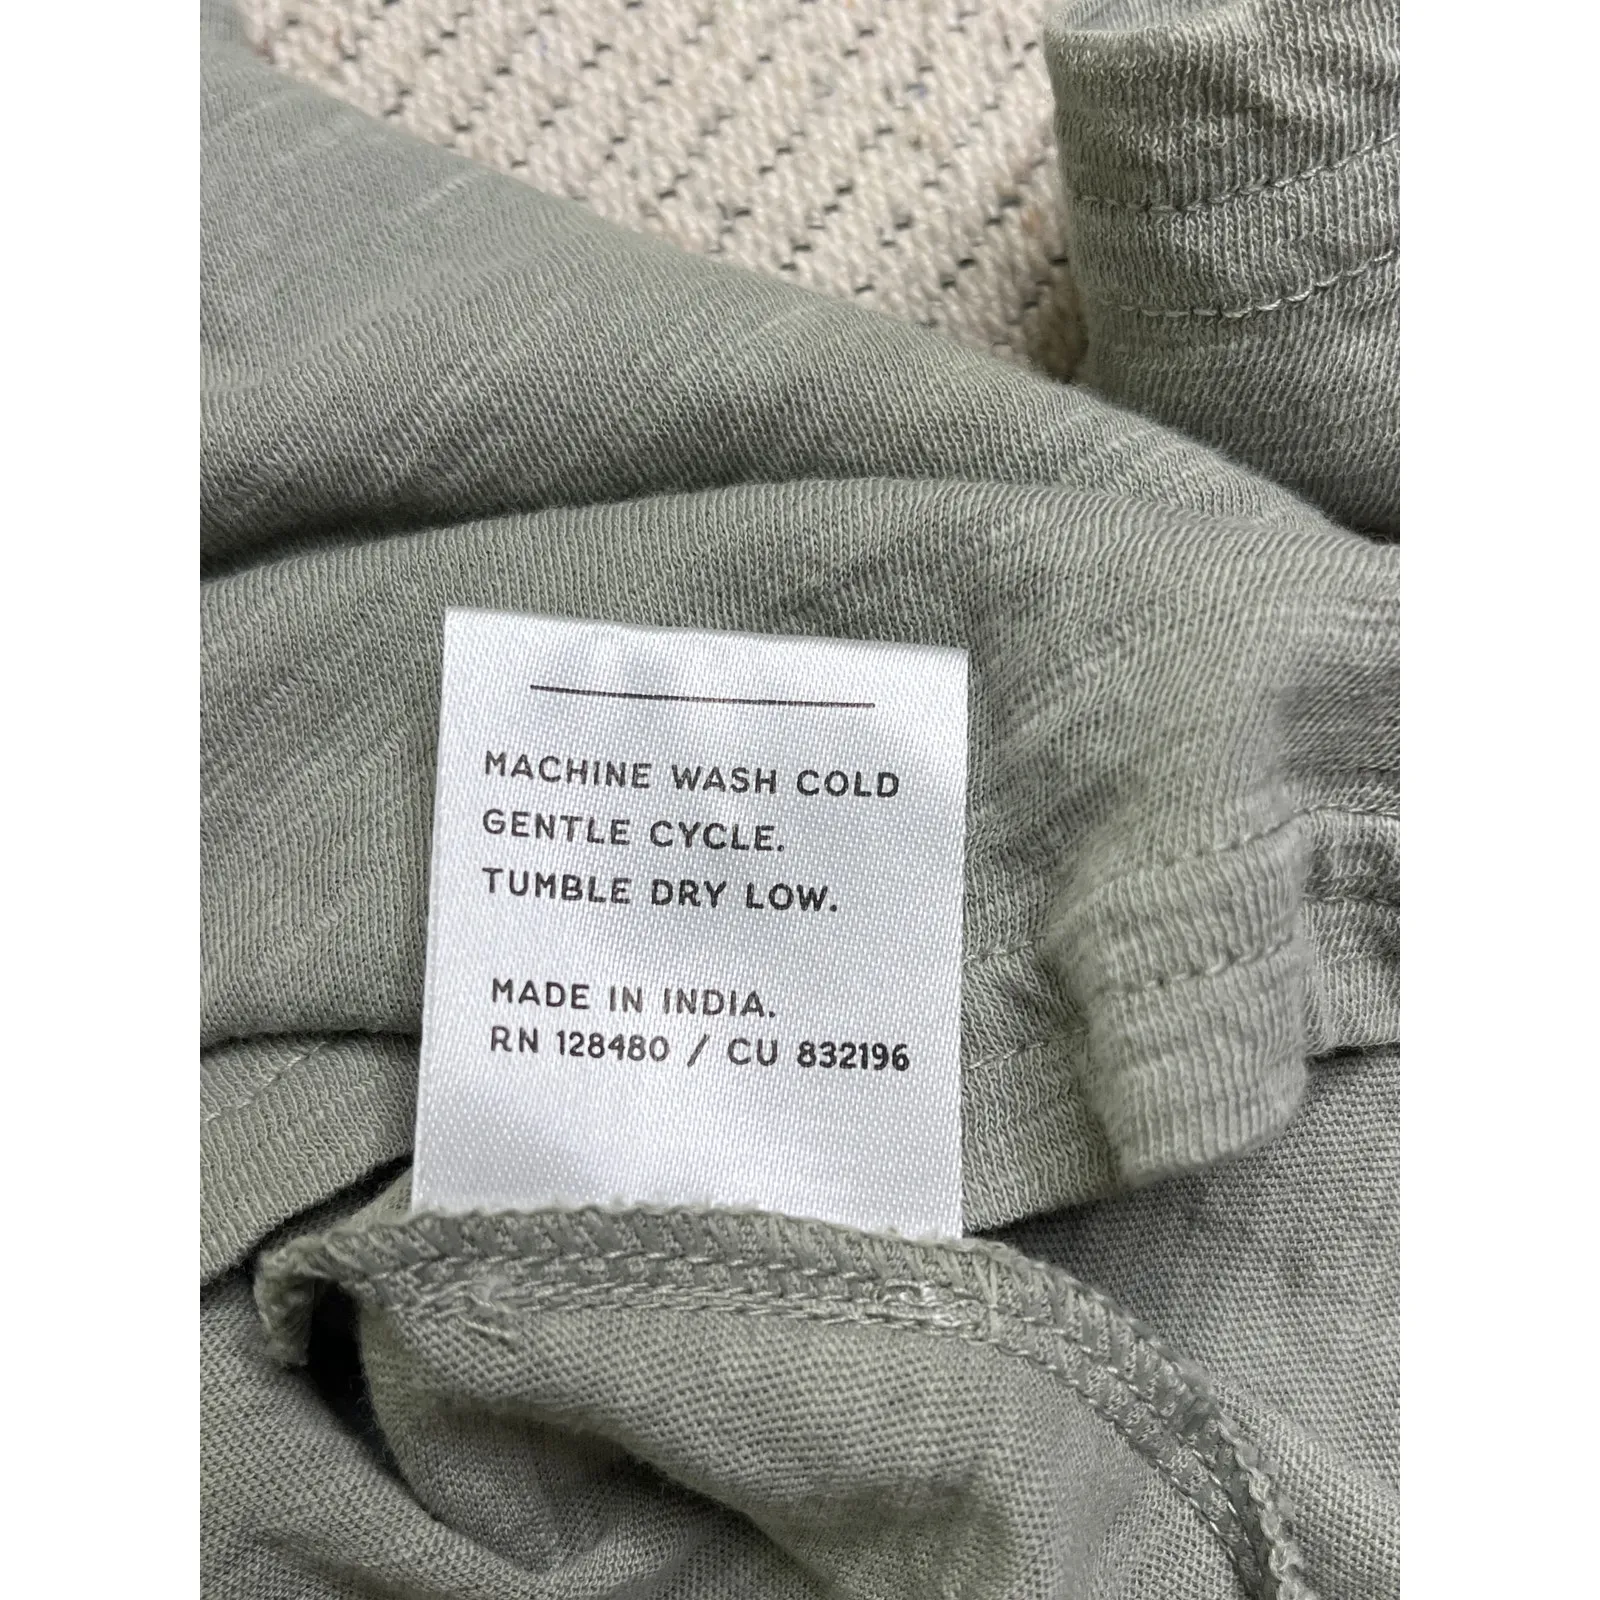 MACHINE WASH COLD
GENTLE CYCLE.
TUMBLE DRY LOW.
MADE IN INDIA.
RN 128480 / CU 832196